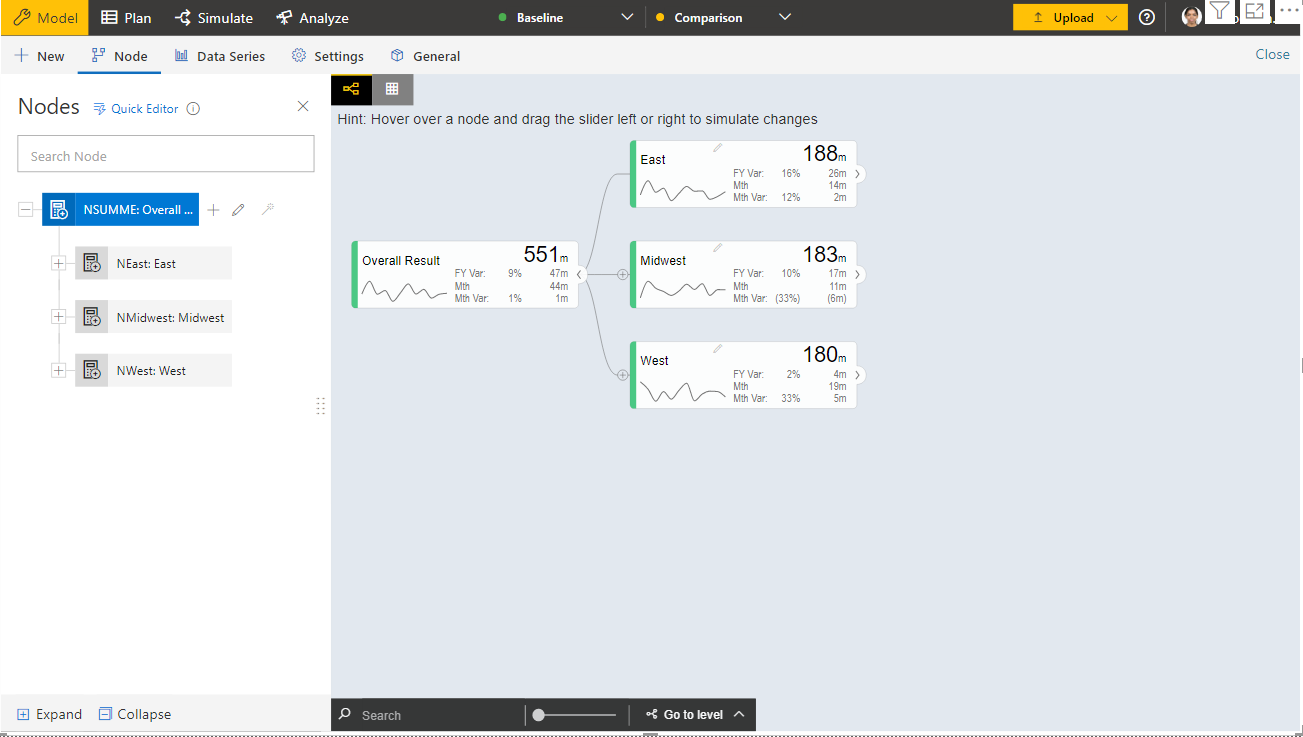 Model Plan Simulate Analyze Baseline Comparison Upload
New Node Data Series Settings General Close
Nodes Quick Editor
Search Node
NSUMME: Overall ...
NEast: East
NMidwest: Midwest
NWest: West
Expand Collapse
Hint: Hover over a node and drag the slider left or right to simulate changes
Overall Result 551m
FY Var: 9% 47m
Mth 44m
Mth Var: 1% 1m
East 188m
FY Var: 16% 26m
Mth 14m
Mth Var: 12% 2m
Midwest 183m
FY Var: 10% 17m
Mth 11m
Mth Var: (33%) (6m)
West 180m
FY Var: 2% 4m
Mth 19m
Mth Var: 33% 5m
Search Go to level